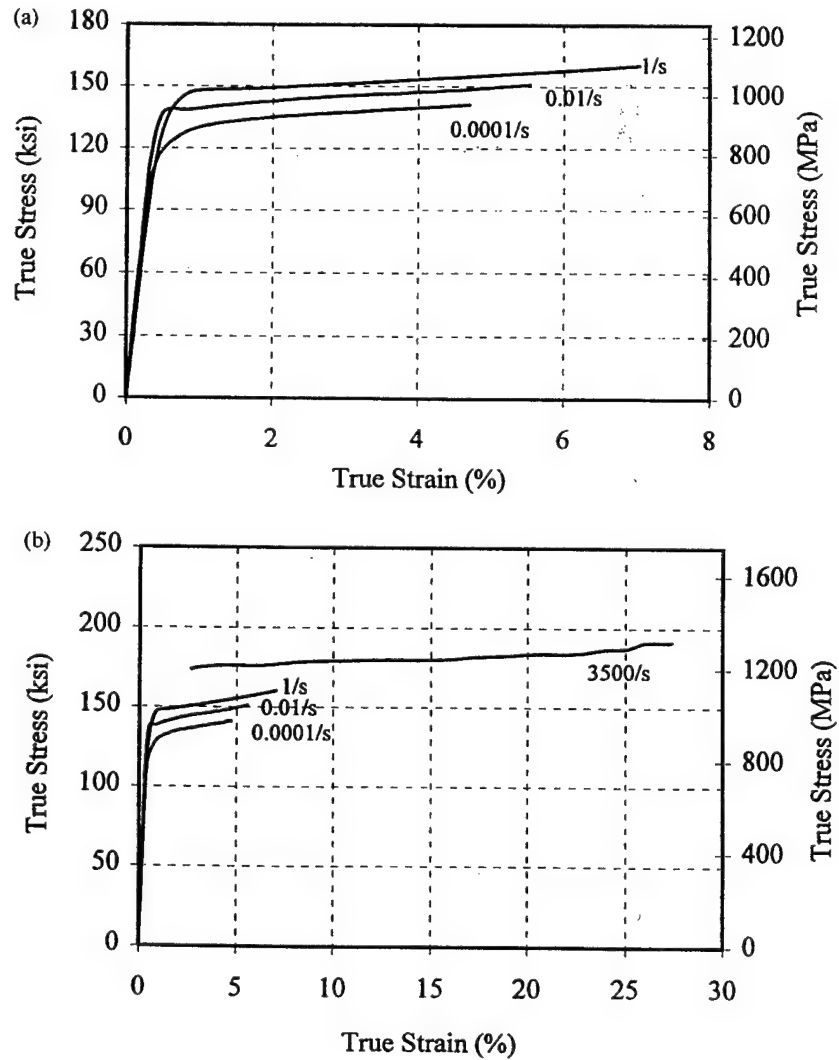 (a)
180
150
120
90
60
30
0
True Stress (ksi)
1200
1000
800
600
400
200
0
True Stress (MPa)
1/s
0.01/s
0.0001/s
0 2 4 6 8
True Strain (%)
(b)
250
200
150
100
50
0
True Stress (ksi)
1600
1200
800
400
0
True Stress (MPa)
3500/s
1/s
0.01/s
0.0001/s
0 5 10 15 20 25 30
True Strain (%)